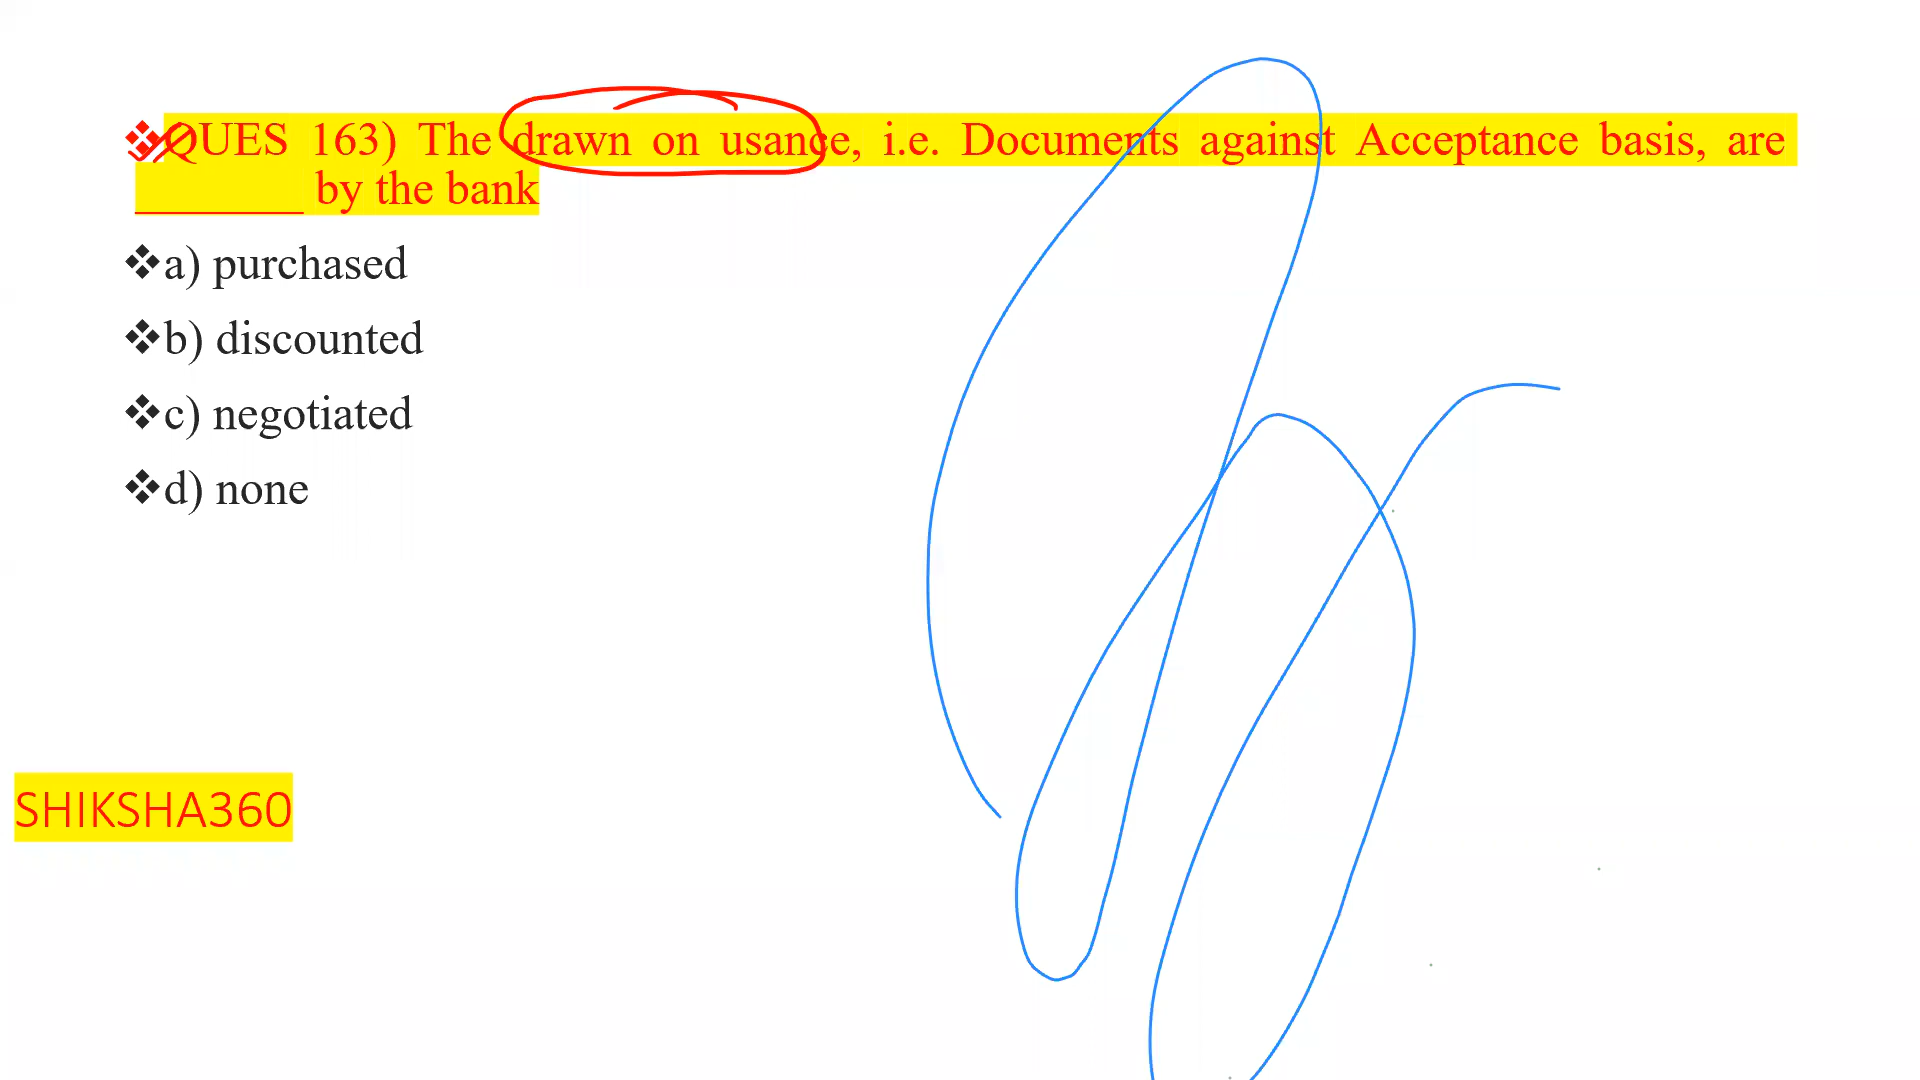 ❖QUES 163) The drawn on usance, i.e. Documents against Acceptance basis, are
_______ by the bank
❖a) purchased
❖b) discounted
❖c) negotiated
❖d) none
SHIKSHA360